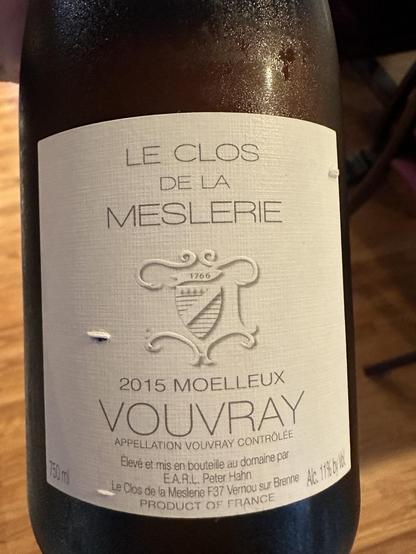 LE CLOS
DE LA
MESLERIE
1766
2015 MOELLEUX
VOUVRAY
APPELLATION VOUVRAY CONTRÔLÉE
Élevé et mis en bouteille au domaine par
E.A.R.L. Peter Hahn
750 ml Le Clos de la Meslerie F37 Vernou sur Brenne Alc. 11% by Vol.
PRODUCT OF FRANCE